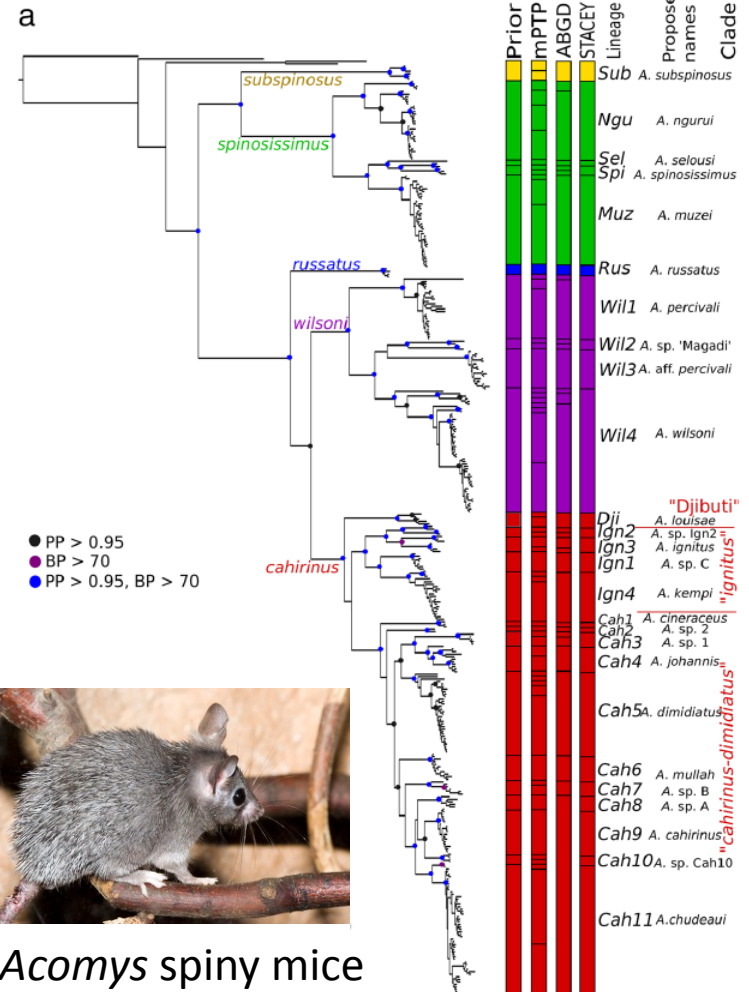 a
Prior mPTP ABGD STACEY Lineage Proposed names Clade
subspinosus
spinosissimus
russatus
wilsoni
cahirinus
Sub A. subspinosus
Ngu A. ngurui
Sel A. selousi
Spi A. spinosissimus
Muz A. muzei
Rus A. russatus
Wil1 A. percivali
Wil2 A. sp. 'Magadi'
Wil3 A. aff. percivali
Wil4 A. wilsoni
"Djibuti"
Dji A. louisae
Ign2 A. sp. Ign2
Ign3 A. ignitus
Ign1 A. sp. C
Ign4 A. kempi
"ignitus"
Cah1 A. cineraceus
Cah2 A. sp. 2
Cah3 A. sp. 1
Cah4 A. johannis
Cah5 A. dimidiatus
Cah6 A. mullah
Cah7 A. sp. B
Cah8 A. sp. A
Cah9 A. cahirinus
Cah10 A. sp. Cah10
Cah11 A.chudeaui
"cahirinus-dimidiatus"
PP > 0.95
BP > 70
PP > 0.95, BP > 70
Acomys spiny mice